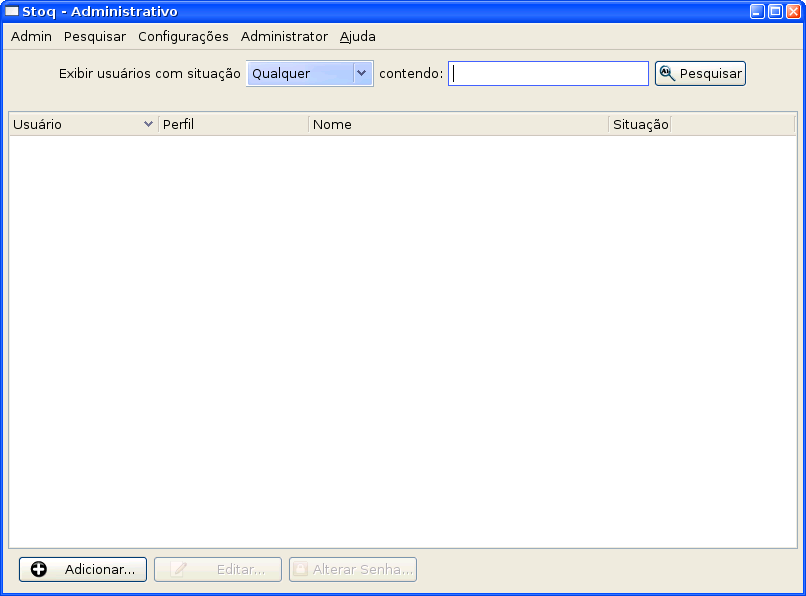 Stoq - Administrativo
Admin Pesquisar Configurações Administrator Ajuda
Exibir usuários com situação Qualquer contendo: Pesquisar
Usuário Perfil Nome Situação
Adicionar... Editar... Alterar Senha...